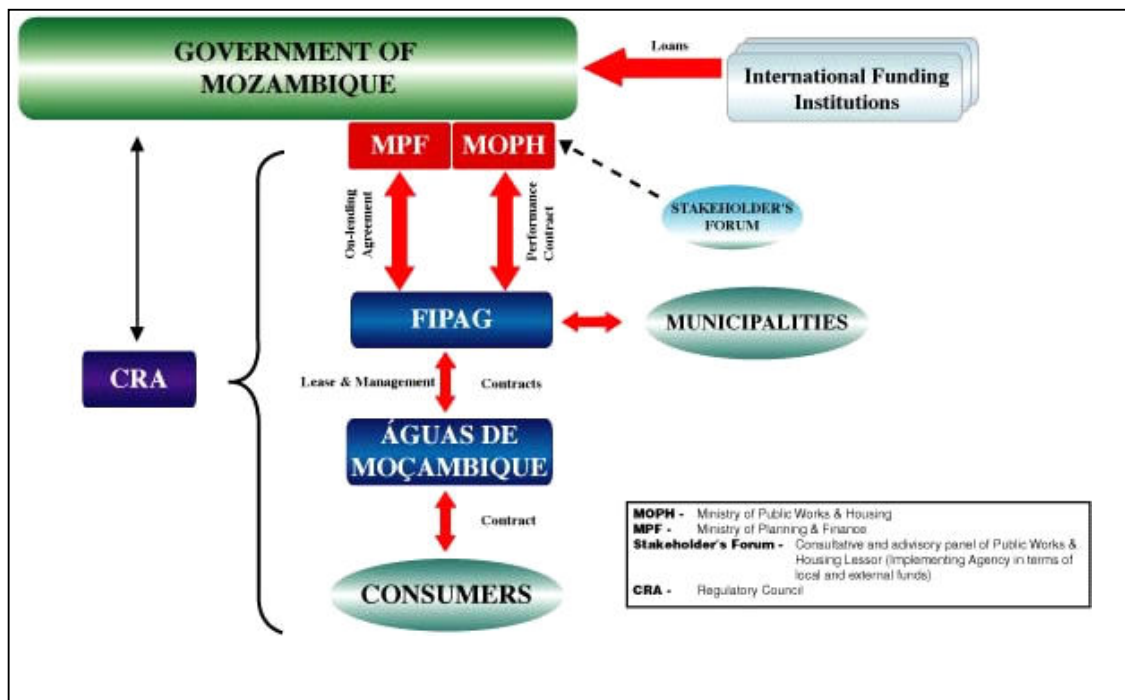 GOVERNMENT OF
MOZAMBIQUE
Loans
International Funding
Institutions
MPF
MOPH
STAKEHOLDER'S
FORUM
On-lending
Agreement
Performance
Contract
FIPAG
MUNICIPALITIES
CRA
Lease & Management
Contracts
ÁGUAS DE
MOÇAMBIQUE
Contract
CONSUMERS
MOPH - Ministry of Public Works & Housing
MPF - Ministry of Planning & Finance
Stakeholder's Forum - Consultative and adivisory panel of Public Works &
Housing Lessor (Implementing Agency in terms of
local and external funds)
CRA - Regulatory Council